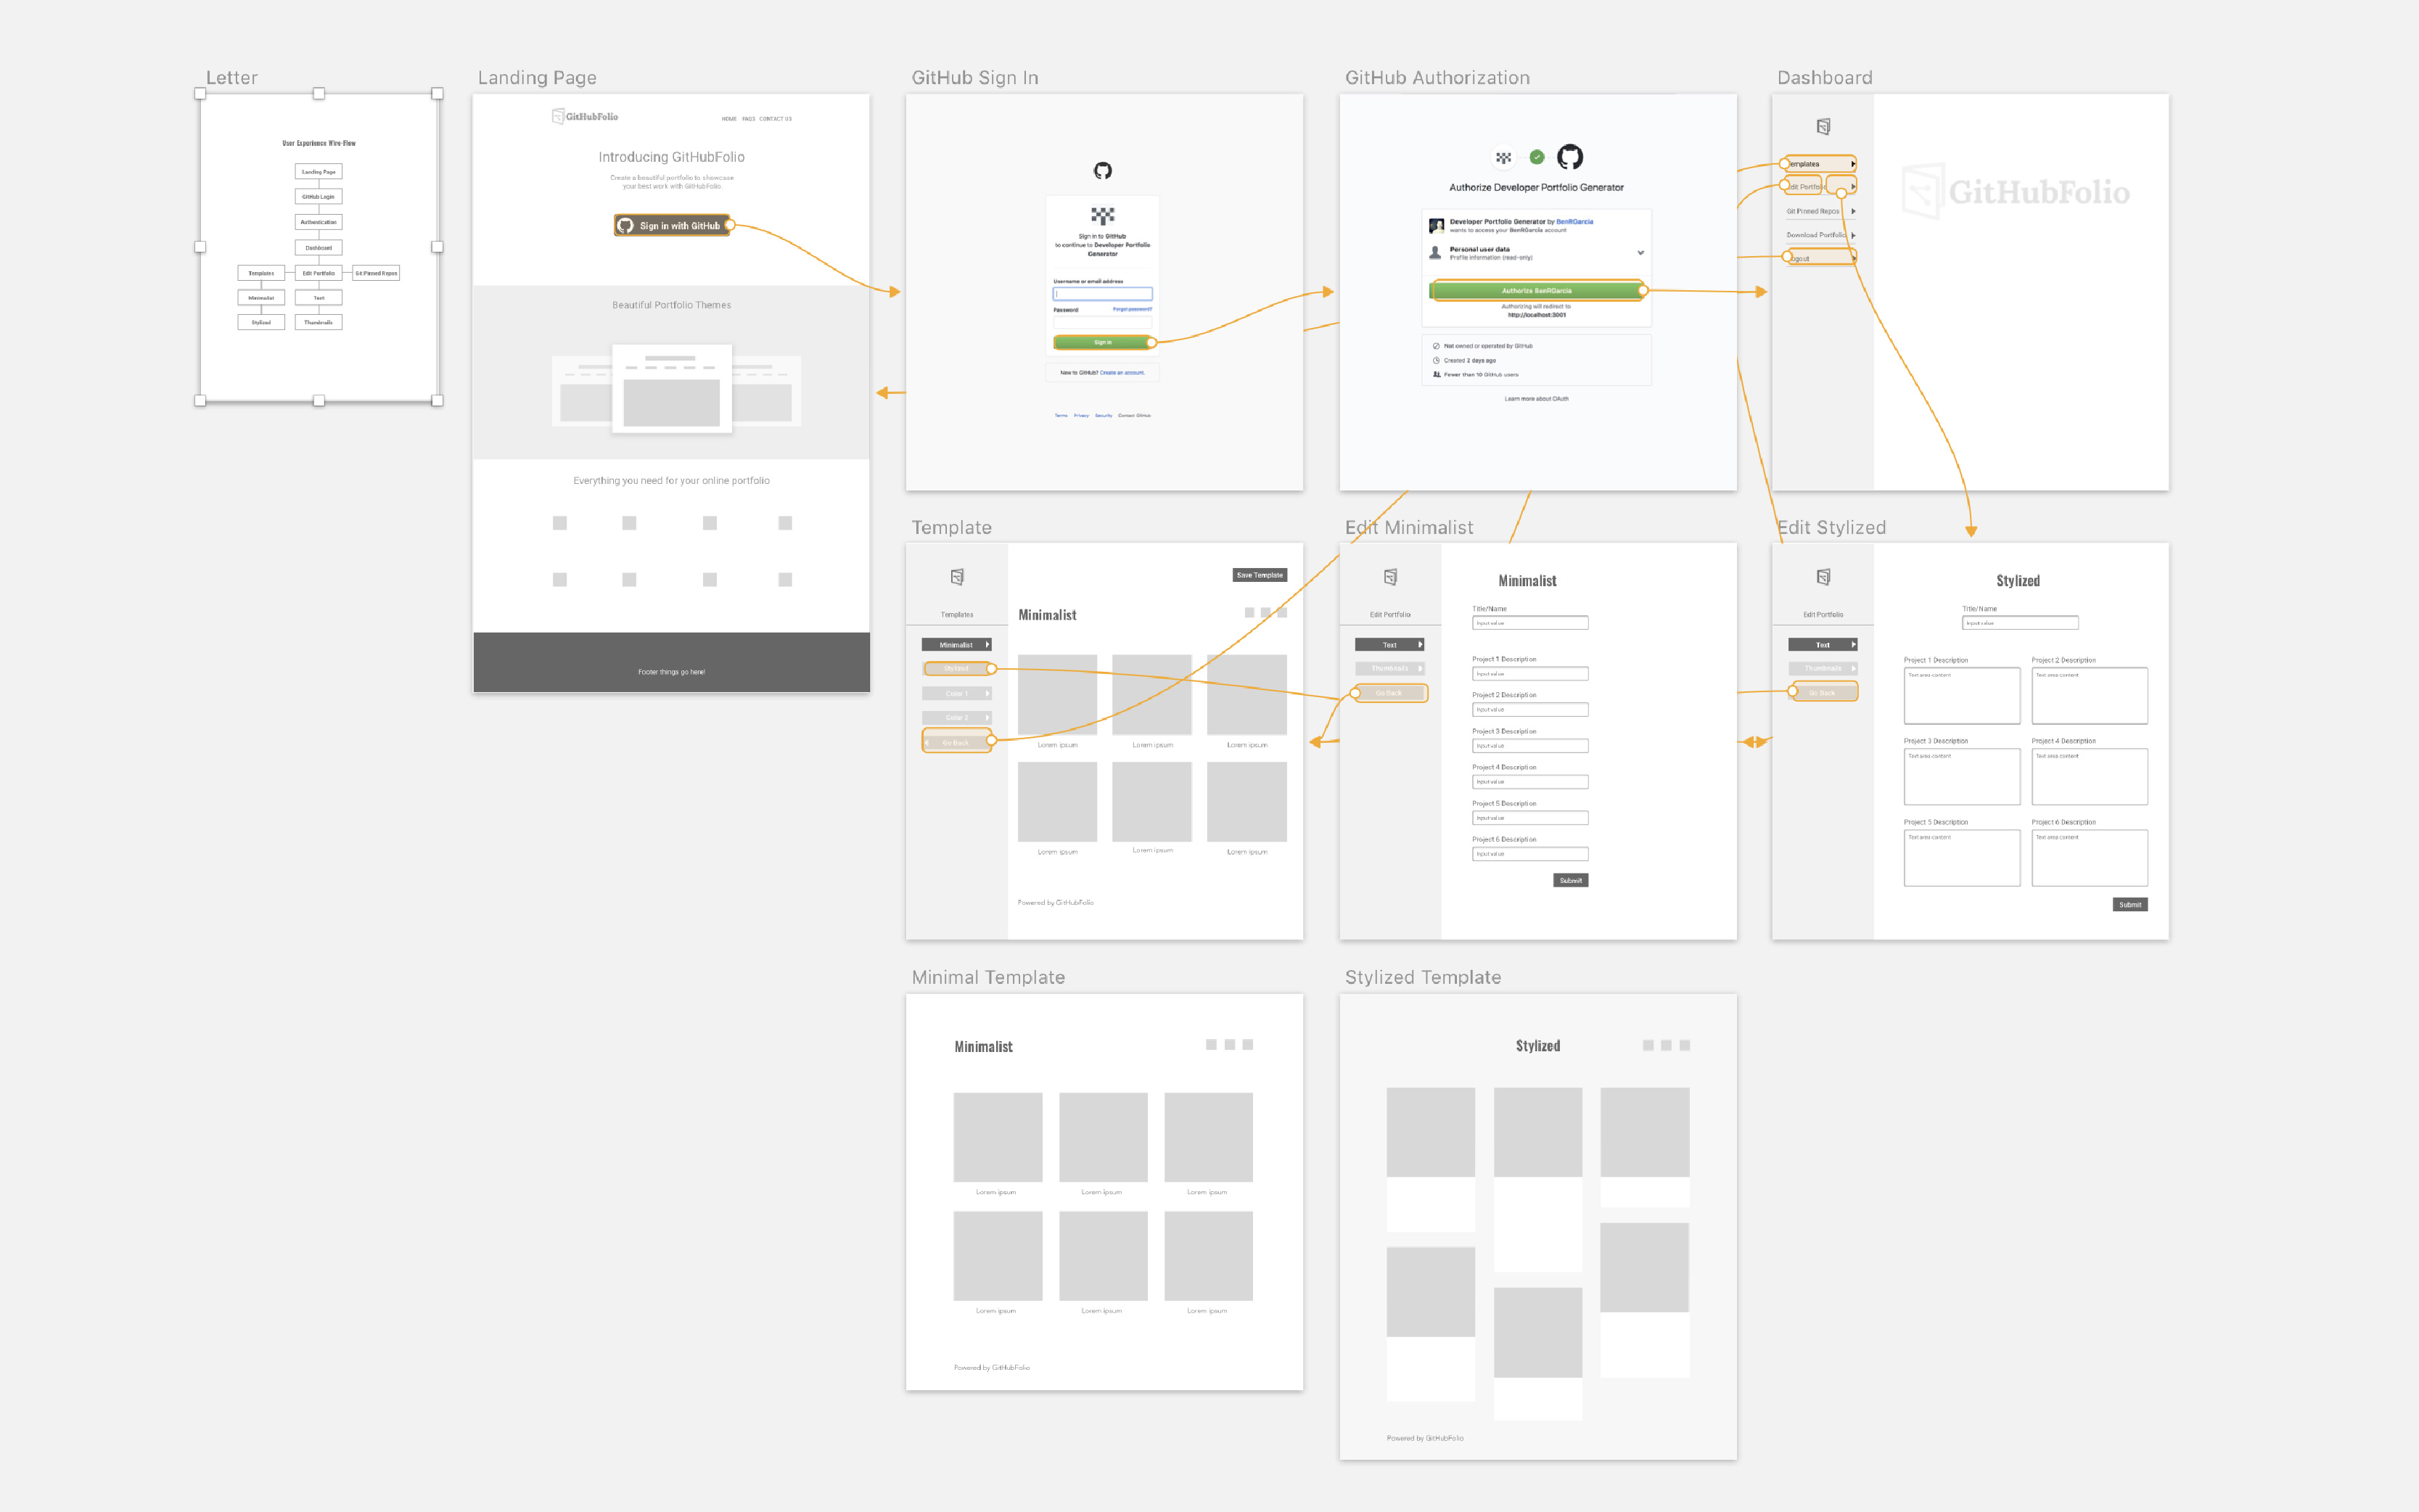 Letter
User Experience Wire-Flow
Landing Page
GitHub Login
Authentication
Dashboard
Templates
Edit Portfolio
Git Pinned Repos
Minimalist
Text
Stylized
Thumbnails
Landing Page
GitHubFolio
HOME FAQS CONTACT US
Introducing GitHubFolio
Create a beautiful portfolio to showcase
your best work with GitHubFolio.
Sign in with GitHub
Beautiful Portfolio Themes
Everything you need for your online portfolio
Footer things go here!
GitHub Sign In
Sign in to GitHub
to continue to Developer Portfolio
Generator
Username or email address
Password
Forgot password?
Sign in
New to GitHub? Create an account.
Terms Privacy Security Contact GitHub
GitHub Authorization
Authorize Developer Portfolio Generator
Developer Portfolio Generator by BenRGarcia
wants to access your BenRGarcia account
Personal user data
Profile information (read-only)
Authorize BenRGarcia
Authorizing will redirect to
http://localhost:3001
Not owned or operated by GitHub
Created 2 days ago
Fewer than 10 GitHub users
Learn more about OAuth
Dashboard
emplates
dit Portfolio
Git Pinned Repos
Download Portfolio
ogout
GitHubFolio
Template
Templates
Minimalist
Stylized
Color 1
Color 2
Go Back
Save Template
Minimalist
Lorem ipsum
Lorem ipsum
Lorem ipsum
Lorem ipsum
Lorem ipsum
Lorem ipsum
Powered by GitHubFolio
Edit Minimalist
Edit Portfolio
Text
Thumbnails
Go Back
Minimalist
Title/Name
Input value
Project 1 Description
Input value
Project 2 Description
Input value
Project 3 Description
Input value
Project 4 Description
Input value
Project 5 Description
Input value
Project 6 Description
Input value
Submit
Edit Stylized
Edit Portfolio
Text
Thumbnails
Go Back
Stylized
Title/Name
Input value
Project 1 Description
Text area content
Project 2 Description
Text area content
Project 3 Description
Text area content
Project 4 Description
Text area content
Project 5 Description
Text area content
Project 6 Description
Text area content
Submit
Minimal Template
Minimalist
Lorem ipsum
Lorem ipsum
Lorem ipsum
Lorem ipsum
Lorem ipsum
Lorem ipsum
Powered by GitHubFolio
Stylized Template
Stylized
Powered by GitHubFolio